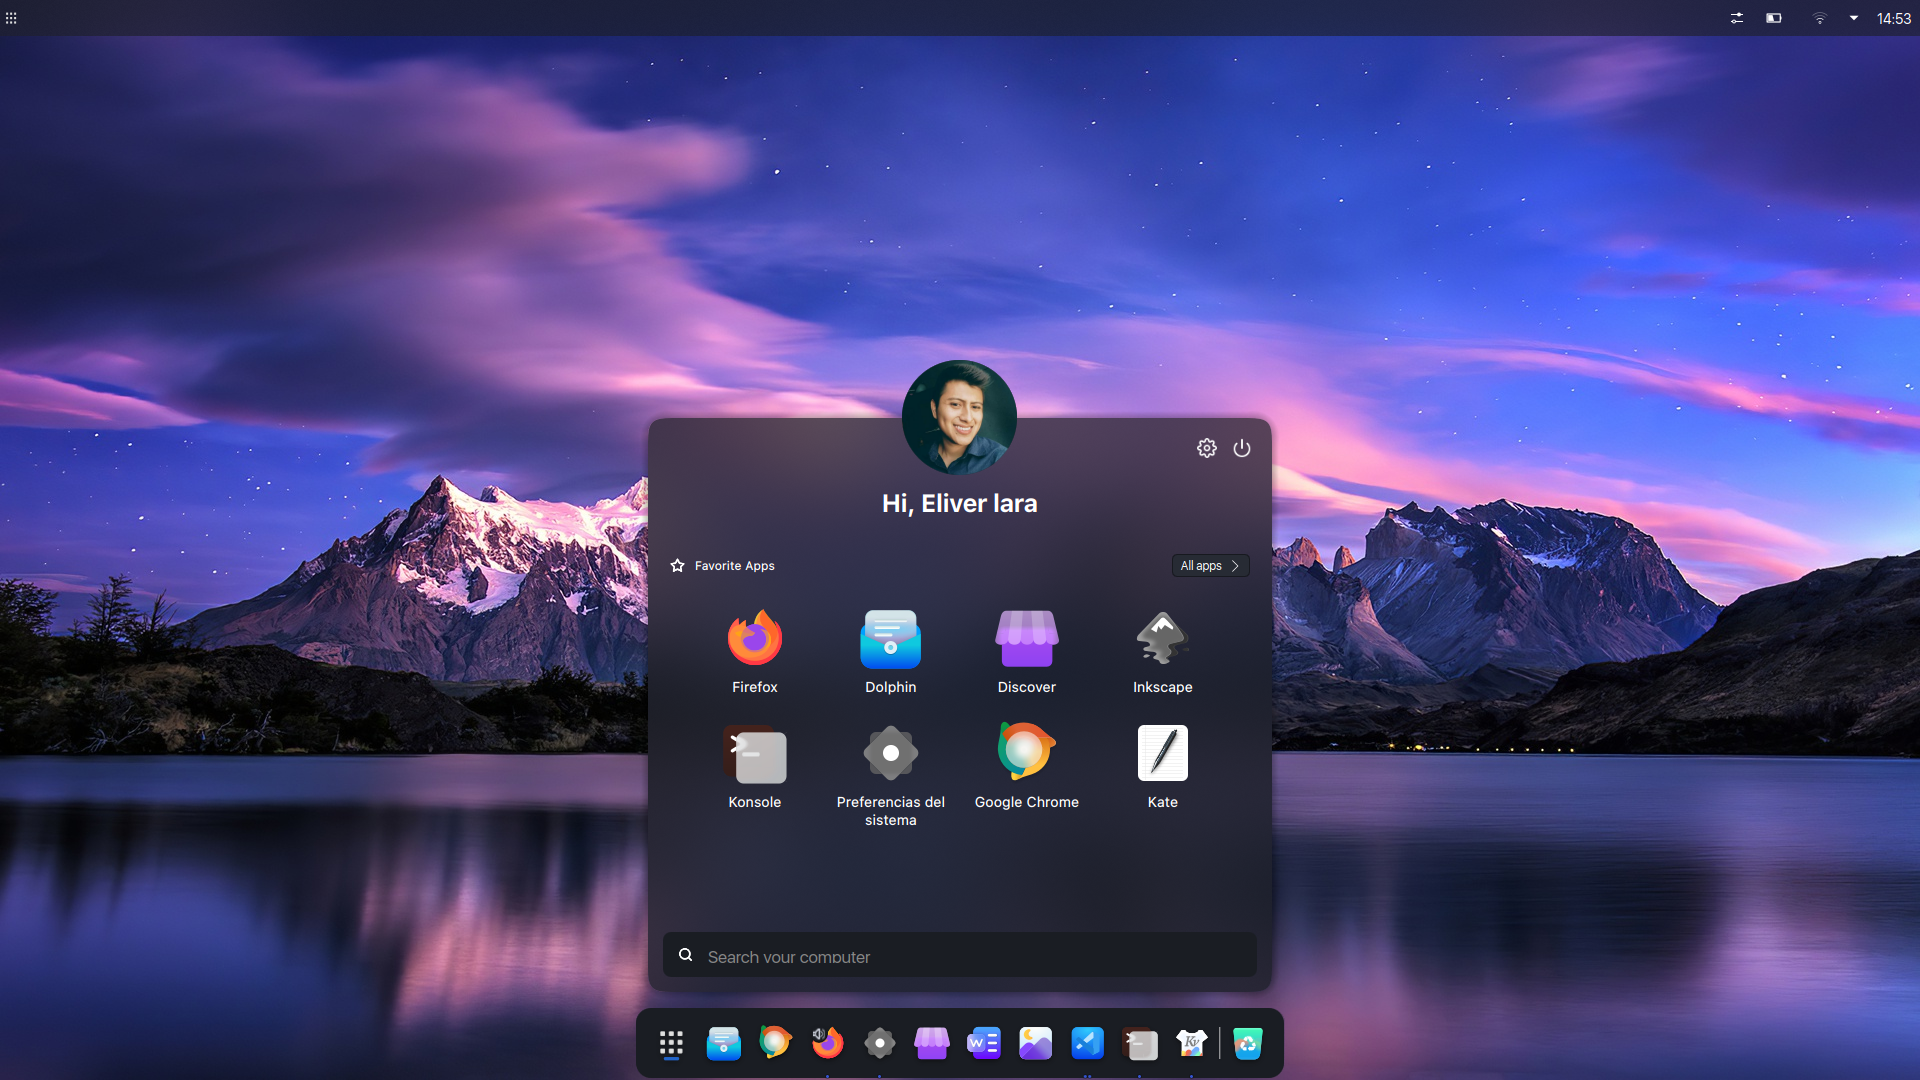 14:53
Hi, Eliver lara
Favorite Apps
All apps
Firefox
Dolphin
Discover
Inkscape
Konsole
Preferencias del
sistema
Google Chrome
Kate
Search your computer
W
Kv